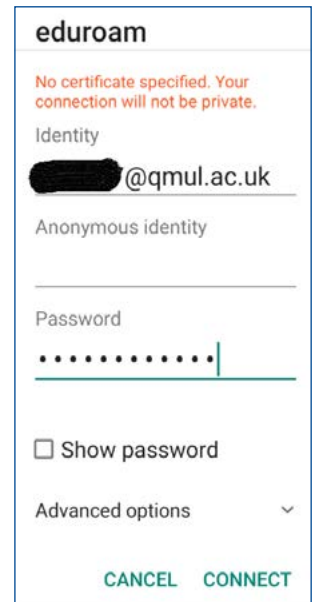 eduroam
No certificate specified. Your
connection will not be private.
Identity
@qmul.ac.uk
Anonymous identity
Password
••••••••••••
Show password
Advanced options
CANCEL CONNECT